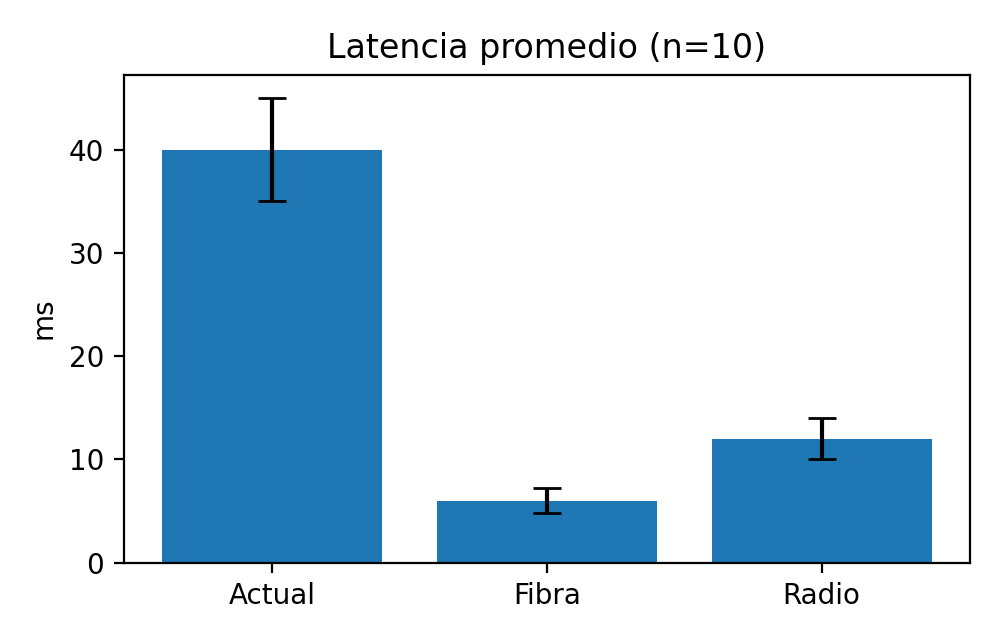 Latencia promedio (n=10)
ms
40
30
20
10
0
Actual Fibra Radio